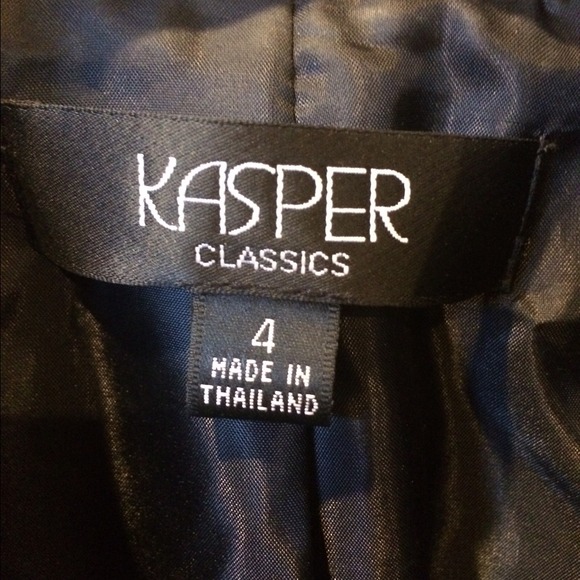 KASPER
CLASSICS
4
MADE IN
THAILAND